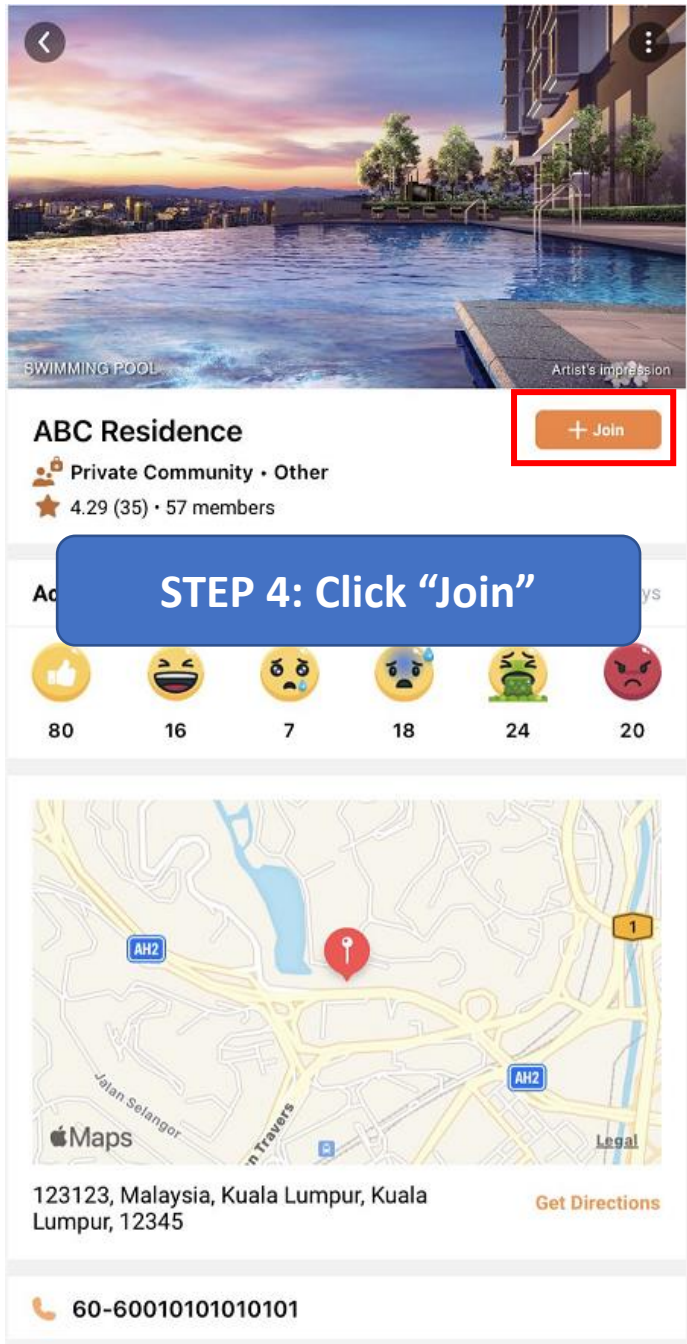 SWIMMING POOL
Artist's impression
ABC Residence
+ Join
Private Community • Other
4.29 (35) • 57 members
STEP 4: Click “Join”
80 16 7 18 24 20
AH2
1
AH2
Jalan Selangor
Travers
Maps
Legal
123123, Malaysia, Kuala Lumpur, Kuala
Lumpur, 12345
Get Directions
60-60010101010101